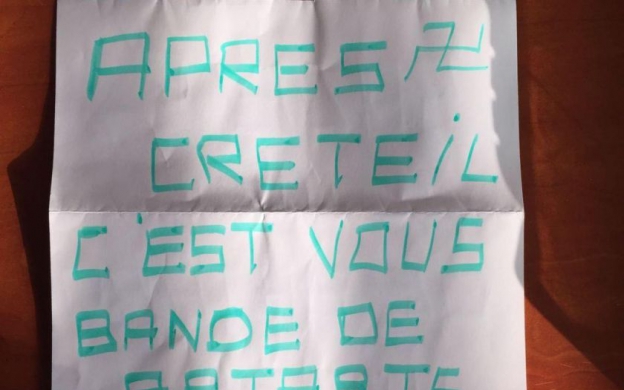 APRES
CRETEiL
C'EST VOUS
BANDE DE